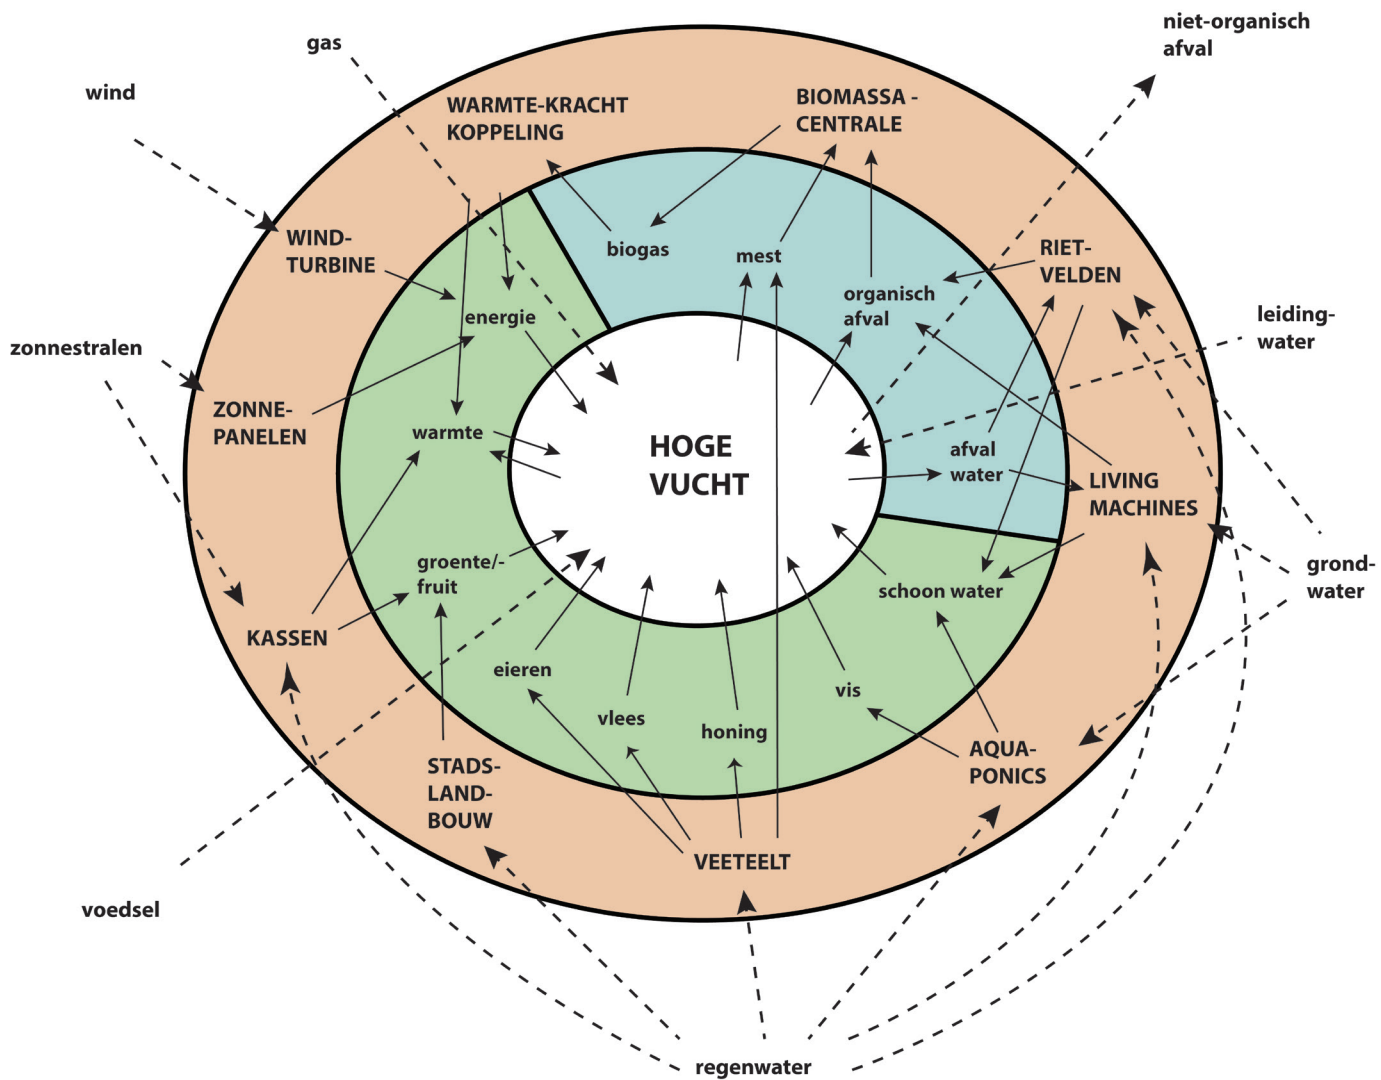 niet-organisch
afval
gas
wind
WARMTE-KRACHT
KOPPELING
BIOMASSA -
CENTRALE
WIND-
TURBINE
biogas
mest
RIET-
VELDEN
organisch
afval
energie
leiding-
water
zonnestralen
ZONNE-
PANELEN
warmte
HOGE
VUCHT
afval
water
LIVING
MACHINES
groente/-
fruit
schoon water
grond-
water
KASSEN
eieren
vlees
honing
vis
STADS-
LAND-
BOUW
AQUA-
PONICS
VEETEELT
voedsel
regenwater